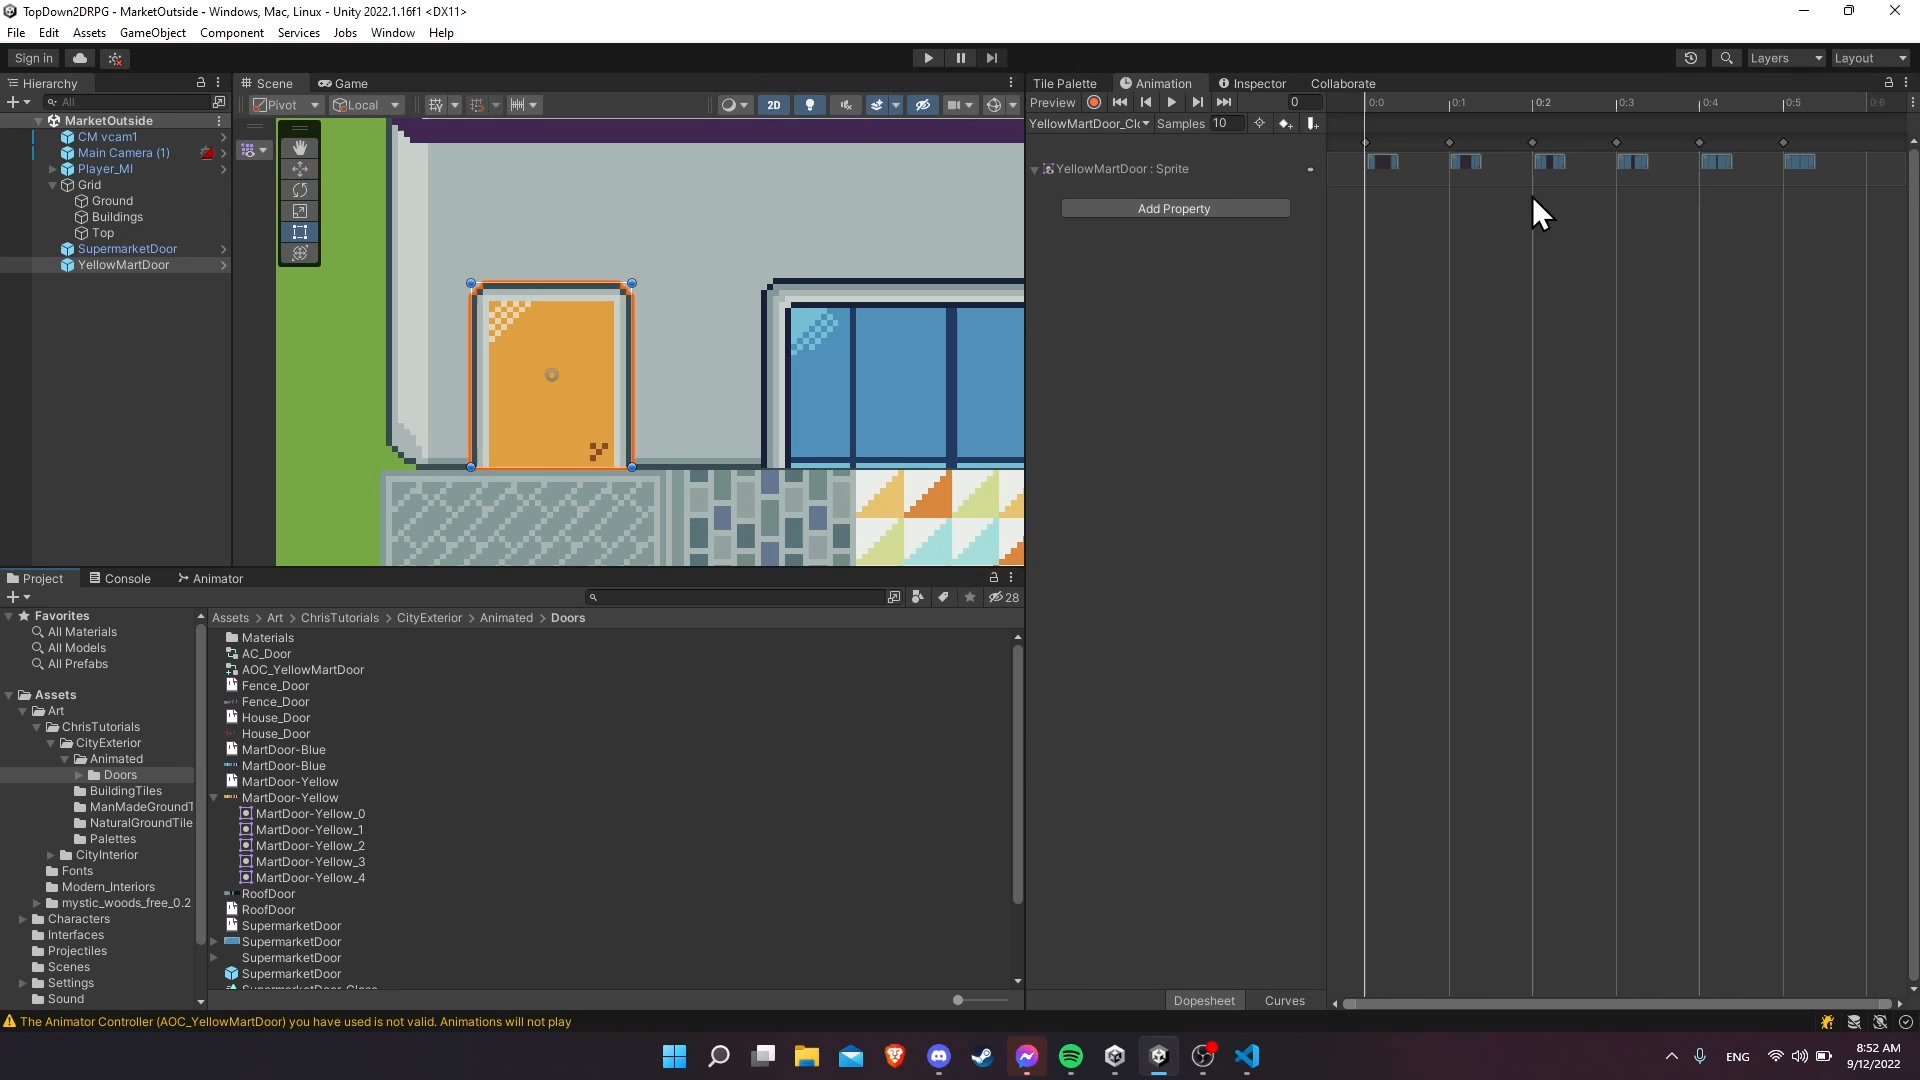 TopDown2DRPG - MarketOutside - Windows, Mac, Linux - Unity 2022.1.16f1 <DX11>
File Edit Assets GameObject Component Services Jobs Window Help
Sign in
Layers
Layout
Hierarchy
All
MarketOutside
CM vcam1
Main Camera (1)
Player_MI
Grid
Ground
Buildings
Top
SupermarketDoor
YellowMartDoor
Scene
Game
Pivot
Local
2D
Tile Palette
Animation
Inspector
Collaborate
Preview
0
0:0
0:1
0:2
0:3
0:4
0:5
0:6
YellowMartDoor_Clo
Samples 10
YellowMartDoor : Sprite
Add Property
Dopesheet
Curves
Project
Console
Animator
28
Favorites
All Materials
All Models
All Prefabs
Assets
Art
ChrisTutorials
CityExterior
Animated
Doors
BuildingTiles
ManMadeGroundT
NaturalGroundTile
Palettes
CityInterior
Fonts
Modern_Interiors
mystic_woods_free_0.2
Characters
Interfaces
Projectiles
Scenes
Settings
Sound
Assets > Art > ChrisTutorials > CityExterior > Animated > Doors
Materials
AC_Door
AOC_YellowMartDoor
Fence_Door
Fence_Door
House_Door
House_Door
MartDoor-Blue
MartDoor-Blue
MartDoor-Yellow
MartDoor-Yellow
MartDoor-Yellow_0
MartDoor-Yellow_1
MartDoor-Yellow_2
MartDoor-Yellow_3
MartDoor-Yellow_4
RoofDoor
RoofDoor
SupermarketDoor
SupermarketDoor
SupermarketDoor
SupermarketDoor
The Animator Controller (AOC_YellowMartDoor) you have used is not valid. Animations will not play
ENG
8:52 AM
9/12/2022